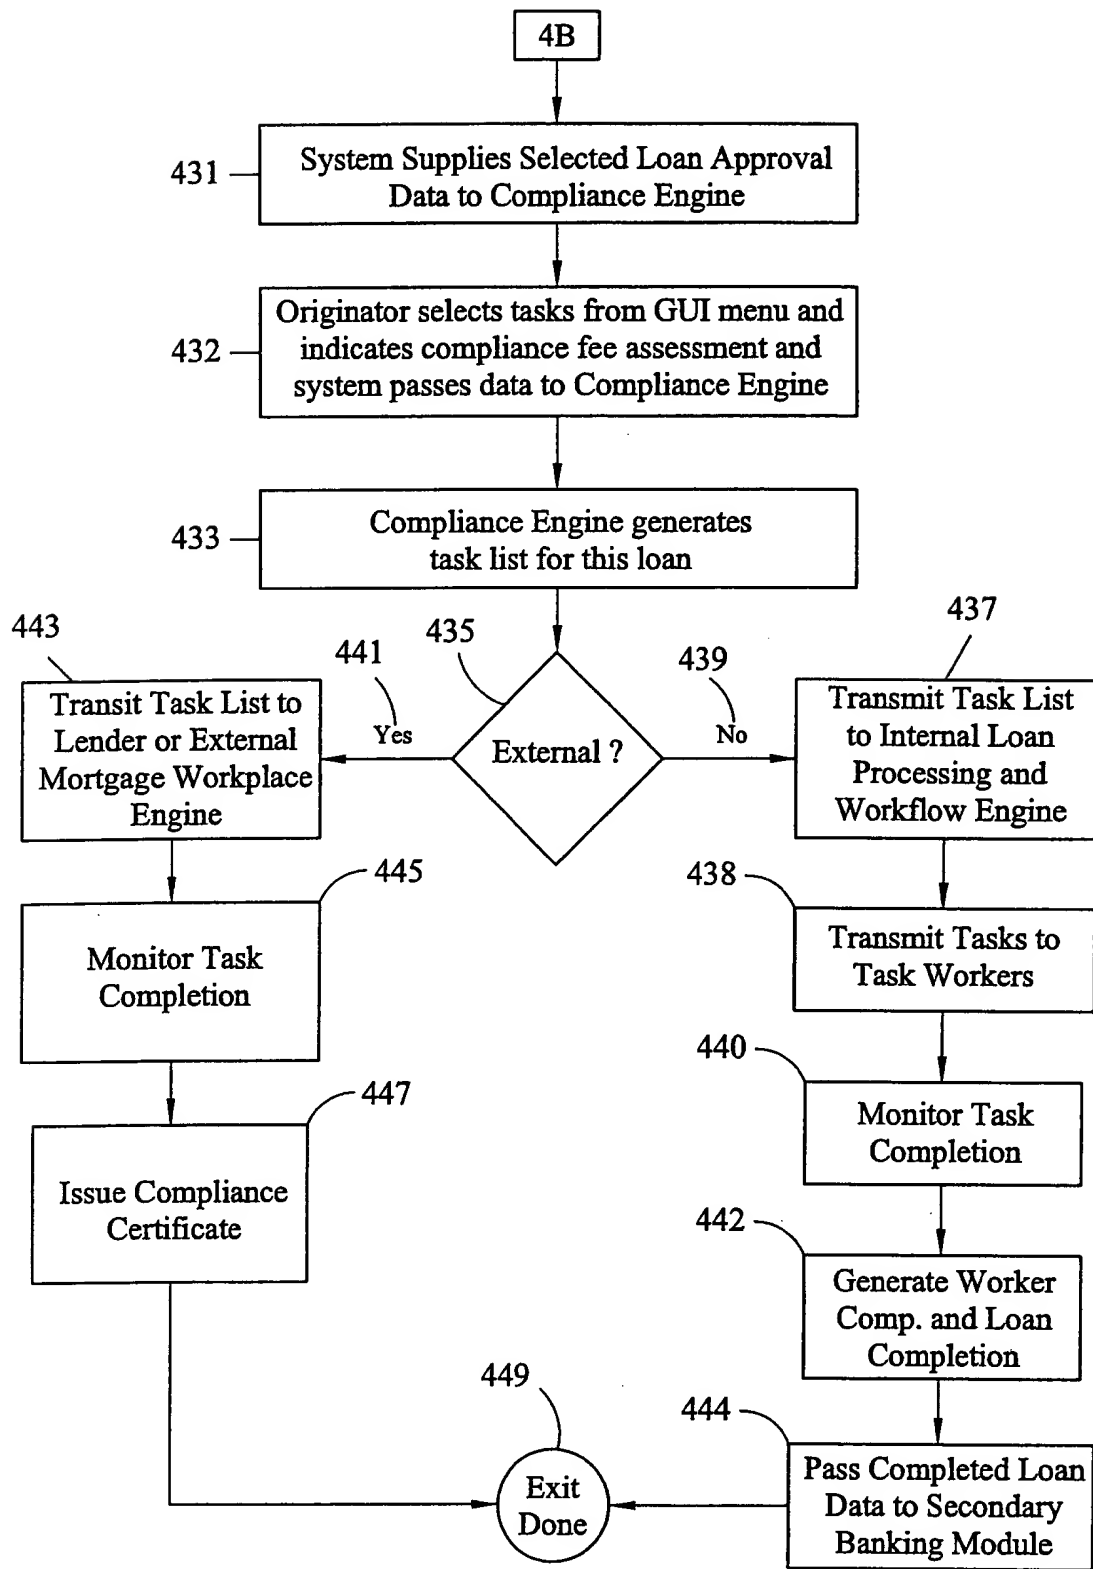 4B
431
System Supplies Selected Loan Approval
Data to Compliance Engine
432
Originator selects tasks from GUI menu and
indicates compliance fee assessment and
system passes data to Compliance Engine
433
Compliance Engine generates
task list for this loan
435
External ?
441
Yes
439
No
443
Transit Task List to
Lender or External
Mortgage Workplace
Engine
445
Monitor Task
Completion
447
Issue Compliance
Certificate
437
Transmit Task List
to Internal Loan
Processing and
Workflow Engine
438
Transmit Tasks to
Task Workers
440
Monitor Task
Completion
442
Generate Worker
Comp. and Loan
Completion
444
Pass Completed Loan
Data to Secondary
Banking Module
449
Exit
Done